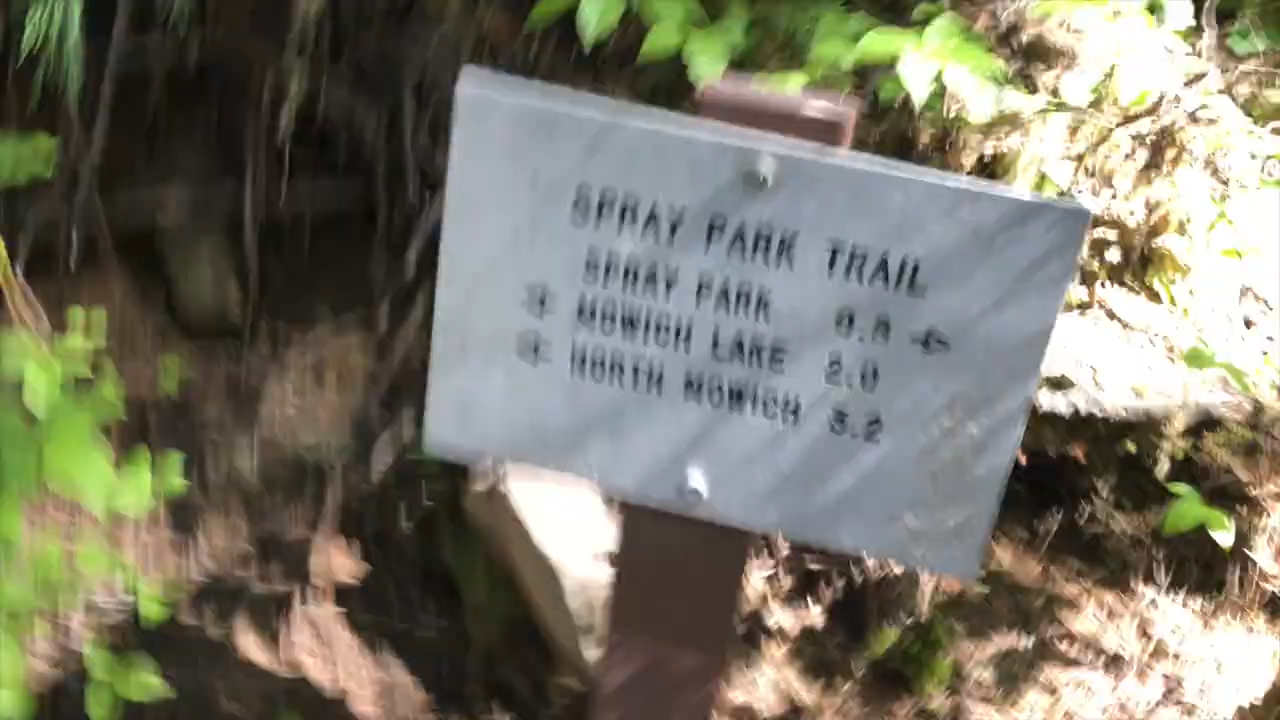 SPRAY PARK TRAIL
SPRAY PARK 0.8 →
← MOWICH LAKE 2.0
← NORTH MOWICH 3.2